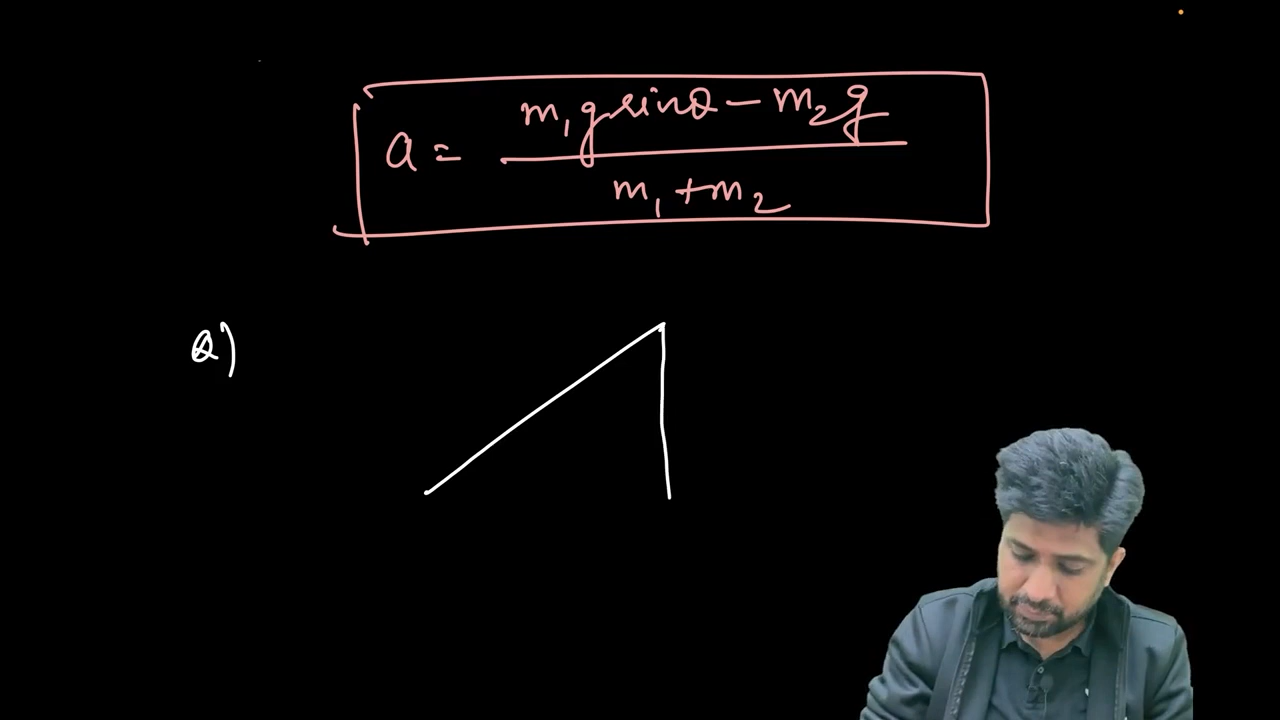 a = m₁g sinθ − m₂g / m₁ + m₂
Q)